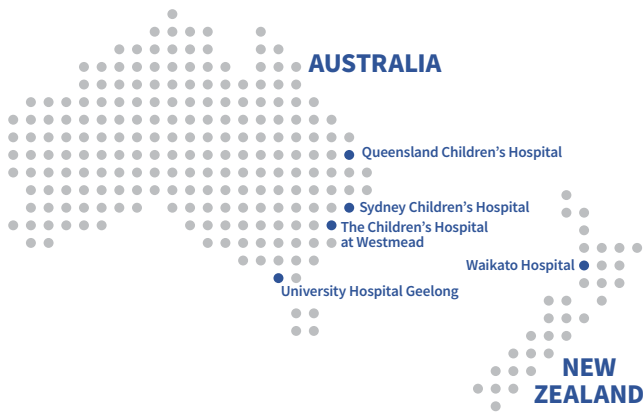 AUSTRALIA
Queensland Children’s Hospital
Sydney Children’s Hospital
The Children’s Hospital
at Westmead
Waikato Hospital
University Hospital Geelong
NEW
ZEALAND